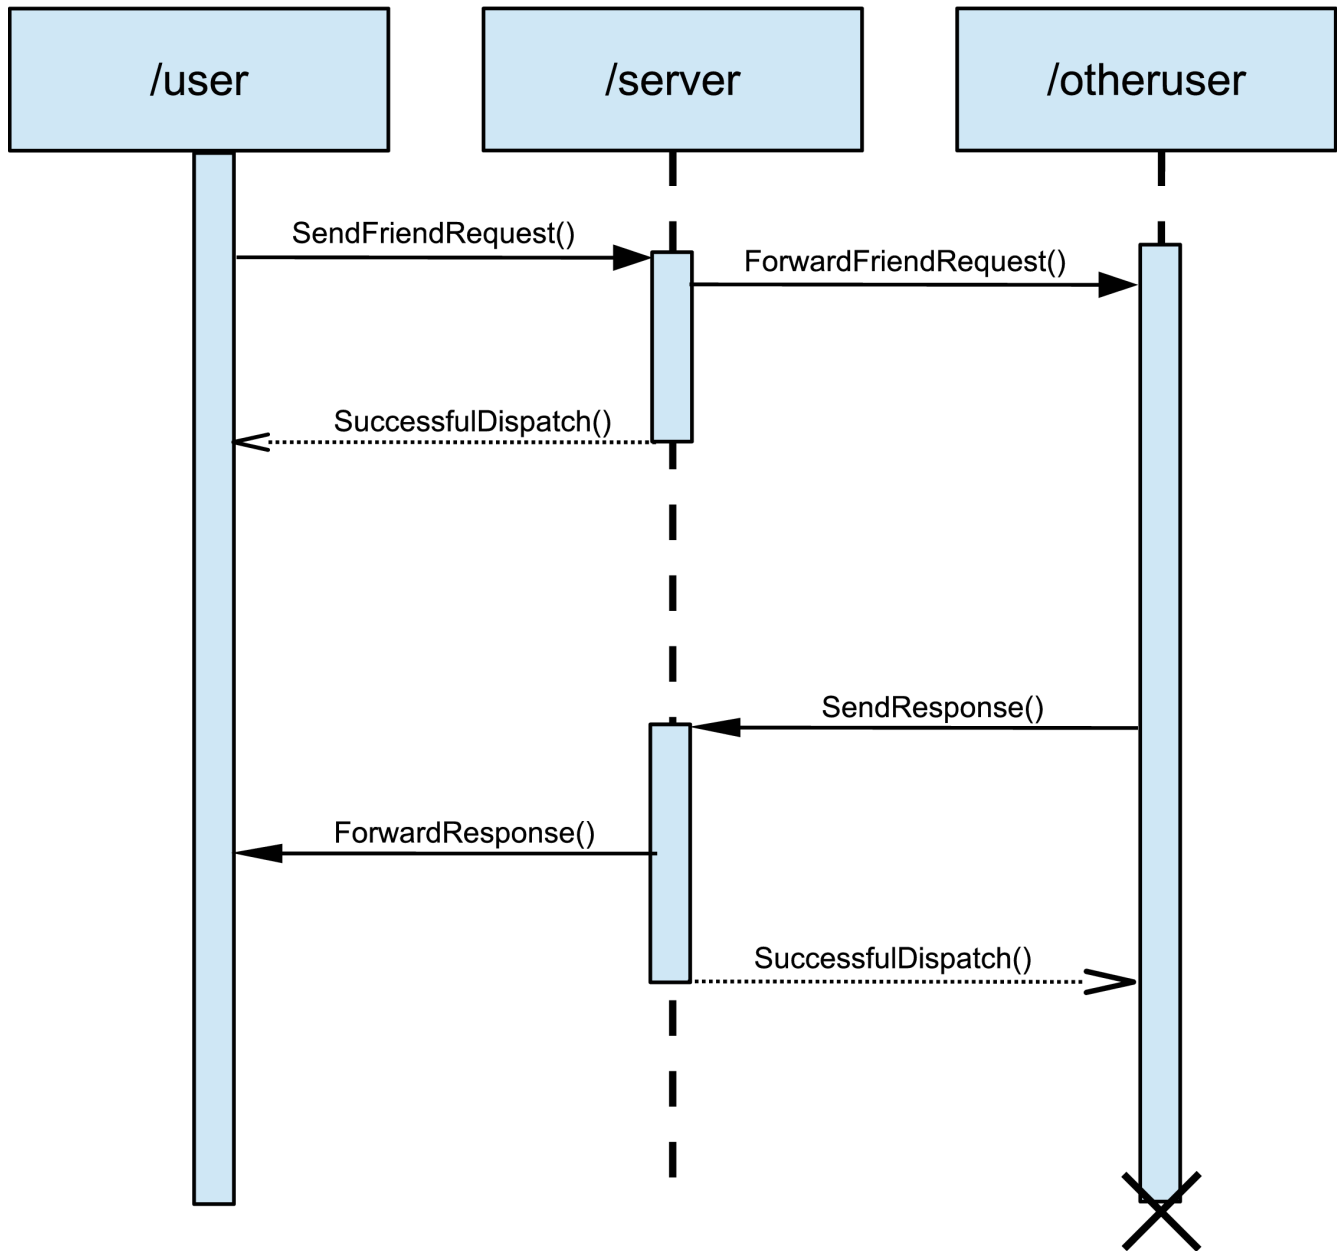 /user
/server
/otheruser
SendFriendRequest()
ForwardFriendRequest()
SuccessfulDispatch()
SendResponse()
ForwardResponse()
SuccessfulDispatch()